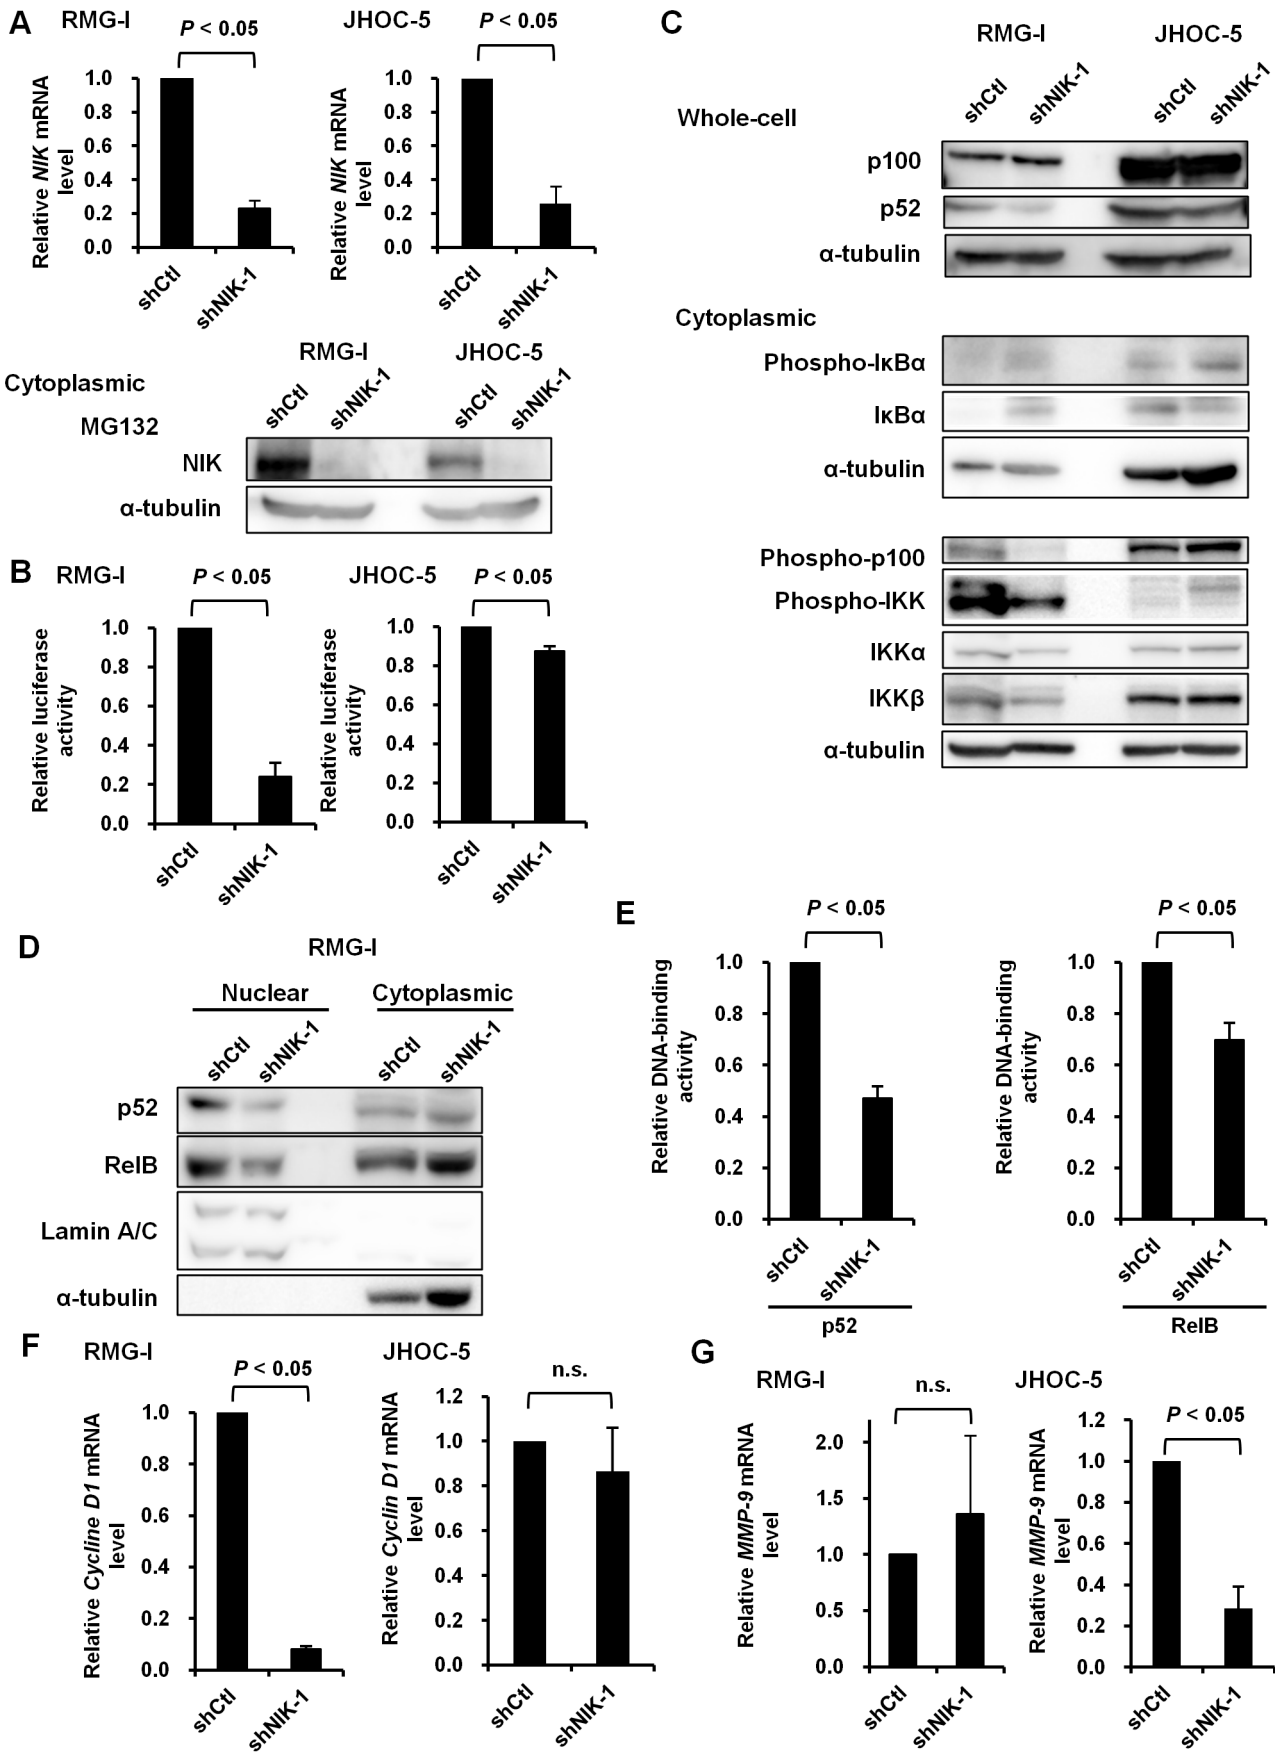 A
RMG-I
P < 0.05
Relative NIK mRNA
level
1.0
0.8
0.6
0.4
0.2
0.0
shCtl
shNIK-1
JHOC-5
P < 0.05
Relative NIK mRNA
level
1.0
0.8
0.6
0.4
0.2
0.0
shCtl
shNIK-1
RMG-I
JHOC-5
Cytoplasmic
shCtl
shNIK-1
shCtl
shNIK-1
MG132
NIK
α-tubulin
B
RMG-I
P < 0.05
Relative luciferase
activity
1.0
0.8
0.6
0.4
0.2
0.0
shCtl
shNIK-1
JHOC-5
P < 0.05
Relative luciferase
activity
1.0
0.8
0.6
0.4
0.2
0.0
shCtl
shNIK-1
C
RMG-I
JHOC-5
shCtl
shNIK-1
shCtl
shNIK-1
Whole-cell
p100
p52
α-tubulin
Cytoplasmic
Phospho-IκBα
IκBα
α-tubulin
Phospho-p100
Phospho-IKK
IKKα
IKKβ
α-tubulin
D
RMG-I
Nuclear
Cytoplasmic
shCtl
shNIK-1
shCtl
shNIK-1
p52
RelB
Lamin A/C
α-tubulin
E
P < 0.05
Relative DNA-binding
activity
1.0
0.8
0.6
0.4
0.2
0.0
shCtl
shNIK-1
p52
P < 0.05
Relative DNA-binding
activity
1.0
0.8
0.6
0.4
0.2
0.0
shCtl
shNIK-1
RelB
F
RMG-I
P < 0.05
Relative Cycline D1 mRNA
level
1.0
0.8
0.6
0.4
0.2
0.0
shCtl
shNIK-1
JHOC-5
n.s.
Relative Cyclin D1 mRNA
level
1.2
1.0
0.8
0.6
0.4
0.2
0.0
shCtl
shNIK-1
G
RMG-I
n.s.
Relative MMP-9 mRNA
level
2.0
1.5
1.0
0.5
0.0
shCtl
shNIK-1
JHOC-5
P < 0.05
Relative MMP-9 mRNA
level
1.2
1.0
0.8
0.6
0.4
0.2
0.0
shCtl
shNIK-1